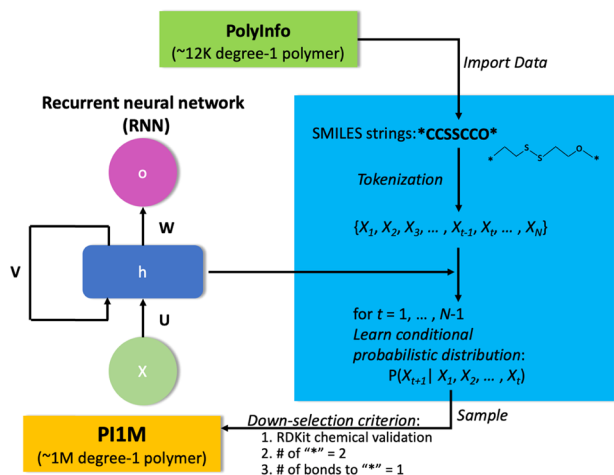 PolyInfo
(~12K degree-1 polymer)
Import Data
Recurrent neural network
(RNN)
O
W
V
h
U
X
SMILES strings:*CCSSCCO*
* S S O *
Tokenization
{X1, X2, X3, ... , Xt-1, Xt, ... , XN}
for t = 1, ... , N-1
Learn conditional
probabilistic distribution:
P(Xt+1| X1, X2, ... , Xt)
Sample
PI1M
(~1M degree-1 polymer)
Down-selection criterion:
1. RDKit chemical validation
2. # of "*" = 2
3. # of bonds to "*" = 1